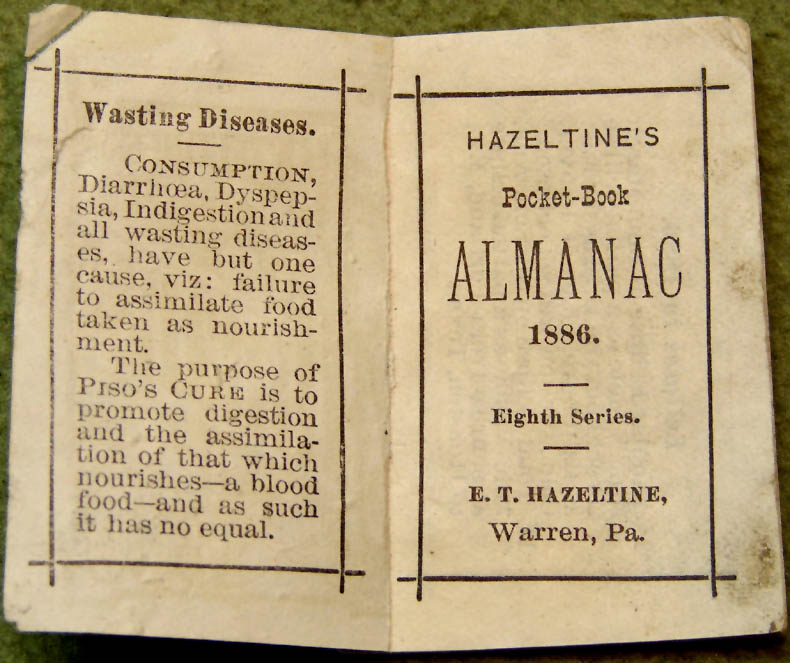 Wasting Diseases.
CONSUMPTION,
Diarrhœa, Dyspep-
sia, Indigestion and
all wasting diseas-
es, have but one
cause, viz: failure
to assimilate food
taken as nourish-
ment.
The purpose of
PISO'S CURE is to
promote digestion
and the assimila-
tion of that which
nourishes—a blood
food—and as such
it has no equal.
HAZELTINE'S
Pocket-Book
ALMANAC
1886.
Eighth Series.
E. T. HAZELTINE,
Warren, Pa.